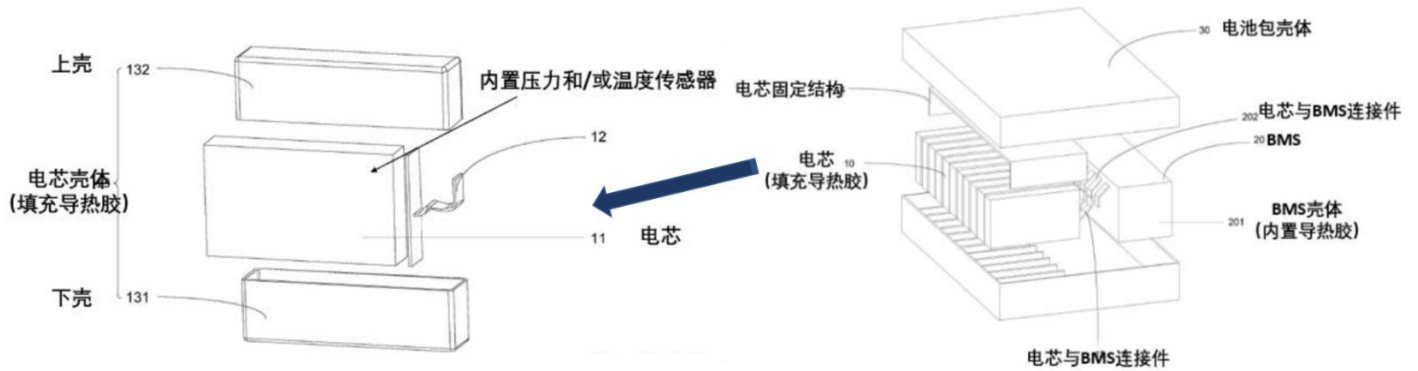 上壳
132
内置压力和/或温度传感器
12
电芯壳体
(填充导热胶)
11
电芯
下壳
131
30
电池包壳体
电芯固定结构
202
电芯与BMS连接件
20
BMS
电芯
10
(填充导热胶)
201
BMS壳体
(内置导热胶)
电芯与BMS连接件